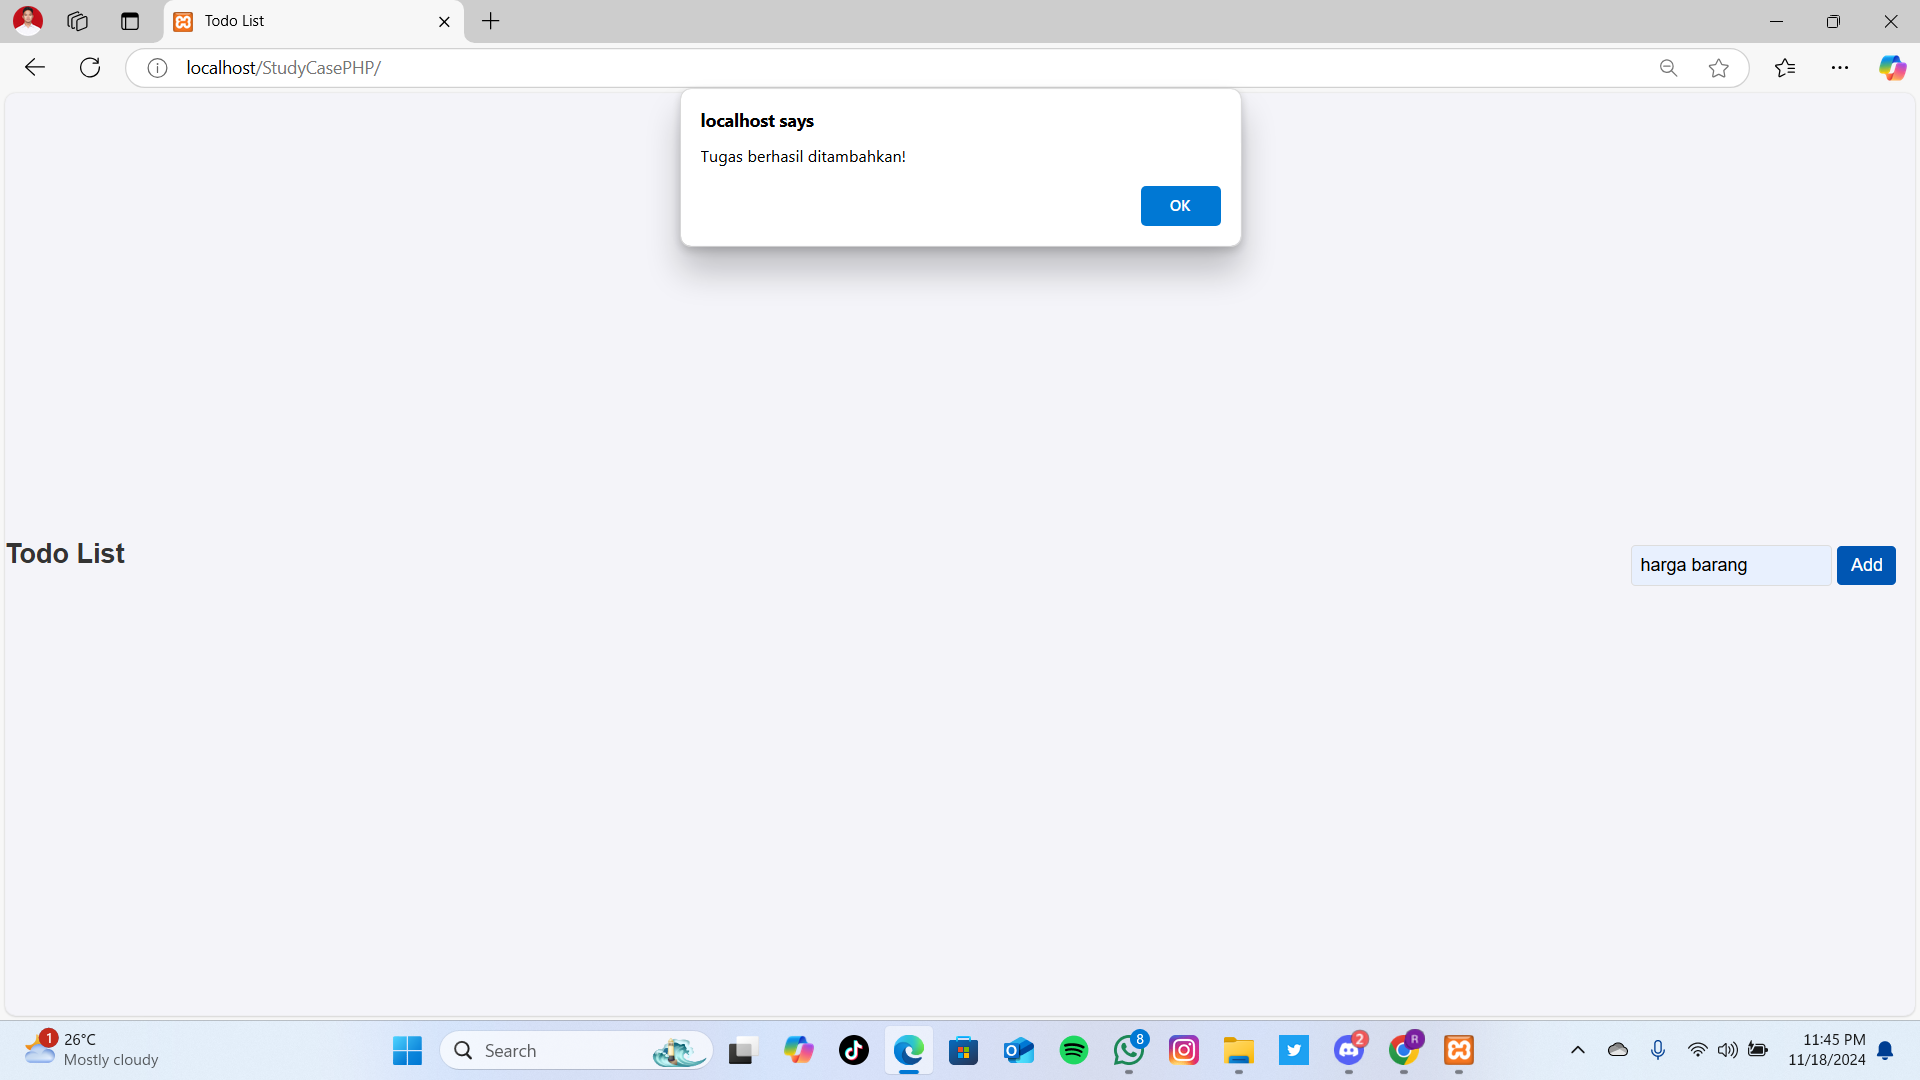 Todo List
localhost/StudyCasePHP/
localhost says
Tugas berhasil ditambahkan!
OK
Todo List
harga barang
Add
1
26°C
Mostly cloudy
Search
8
2
R
11:45 PM
11/18/2024